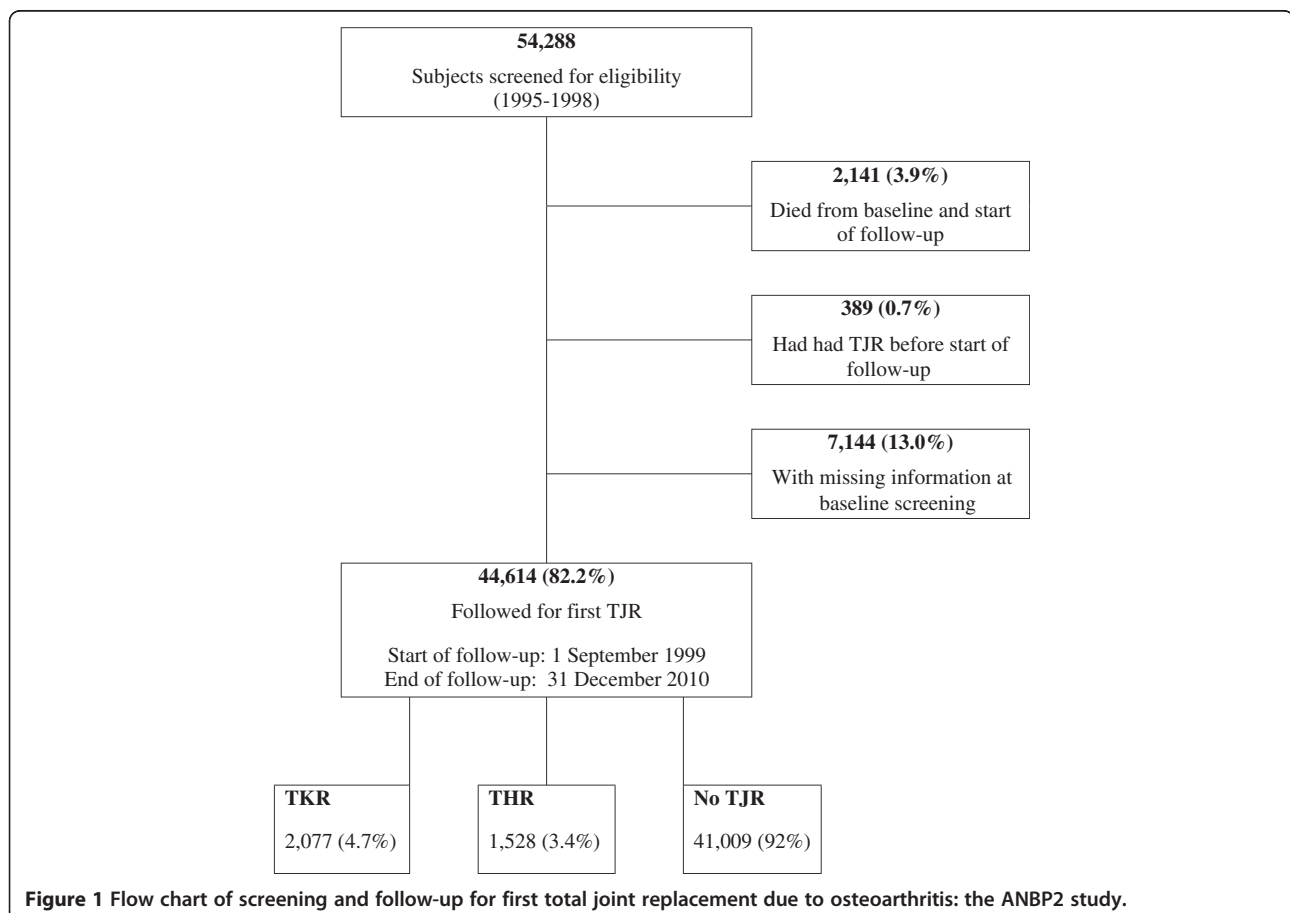 54,288
Subjects screened for eligibility
(1995-1998)
2,141 (3.9%)
Died from baseline and start
of follow-up
389 (0.7%)
Had had TJR before start of
follow-up
7,144 (13.0%)
With missing information at
baseline screening
44,614 (82.2%)
Followed for first TJR
Start of follow-up: 1 September 1999
End of follow-up: 31 December 2010
TKR
2,077 (4.7%)
THR
1,528 (3.4%)
No TJR
41,009 (92%)
Figure 1 Flow chart of screening and follow-up for first total joint replacement due to osteoarthritis: the ANBP2 study.